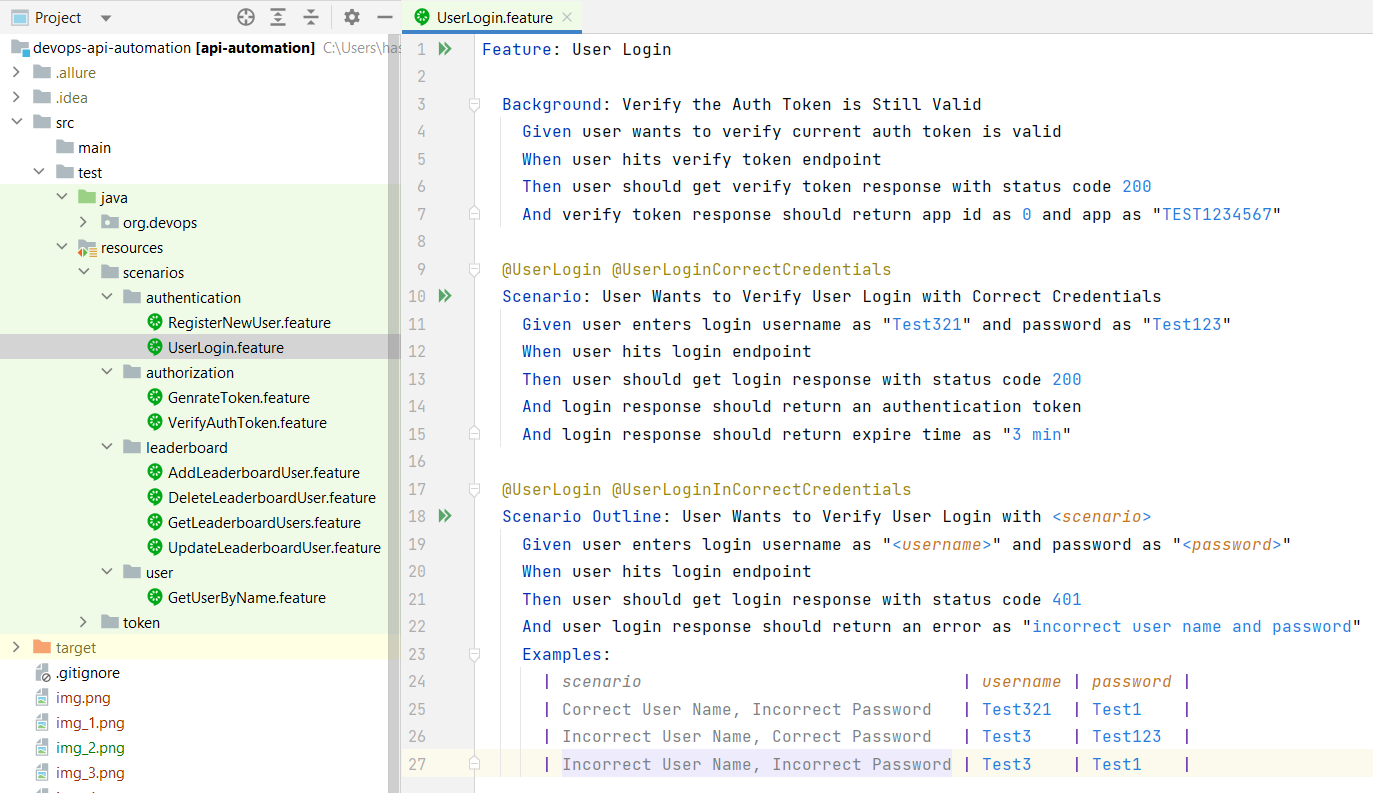 Project
devops-api-automation [api-automation] C:\Users\has
.allure
.idea
src
main
test
java
org.devops
resources
scenarios
authentication
RegisterNewUser.feature
UserLogin.feature
authorization
GenrateToken.feature
VerifyAuthToken.feature
leaderboard
AddLeaderboardUser.feature
DeleteLeaderboardUser.feature
GetLeaderboardUsers.feature
UpdateLeaderboardUser.feature
user
GetUserByName.feature
token
target
.gitignore
img.png
img_1.png
img_2.png
img_3.png
UserLogin.feature
1 Feature: User Login
2
3 Background: Verify the Auth Token is Still Valid
4 Given user wants to verify current auth token is valid
5 When user hits verify token endpoint
6 Then user should get verify token response with status code 200
7 And verify token response should return app id as 0 and app as "TEST1234567"
8
9 @UserLogin @UserLoginCorrectCredentials
10 Scenario: User Wants to Verify User Login with Correct Credentials
11 Given user enters login username as "Test321" and password as "Test123"
12 When user hits login endpoint
13 Then user should get login response with status code 200
14 And login response should return an authentication token
15 And login response should return expire time as "3 min"
16
17 @UserLogin @UserLoginInCorrectCredentials
18 Scenario Outline: User Wants to Verify User Login with <scenario>
19 Given user enters login username as "<username>" and password as "<password>"
20 When user hits login endpoint
21 Then user should get login response with status code 401
22 And user login response should return an error as "incorrect user name and password"
23 Examples:
24 | scenario | username | password |
25 | Correct User Name, Incorrect Password | Test321 | Test1 |
26 | Incorrect User Name, Correct Password | Test3 | Test123 |
27 | Incorrect User Name, Incorrect Password | Test3 | Test1 |